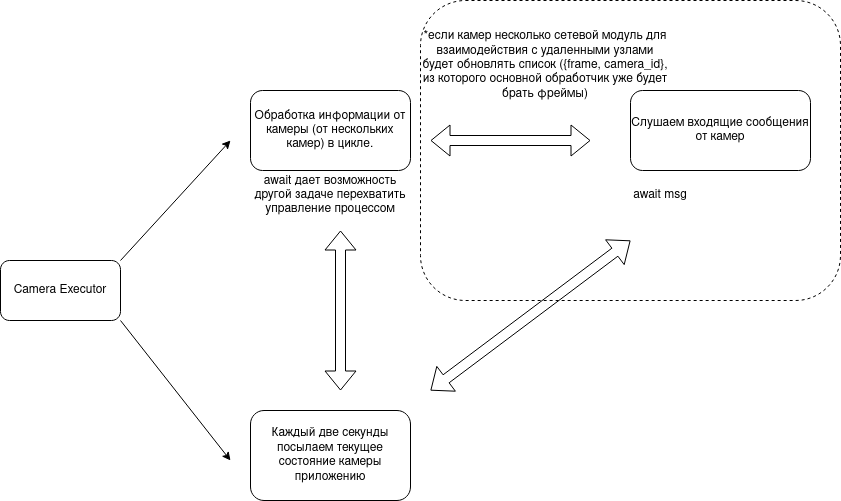 *если камер несколько сетевой модуль для
взаимодействия с удаленными узлами
будет обновлять список ({frame, camera_id},
из которого основной обработчик уже будет
брать фреймы)
Обработка информации от
камеры (от нескольких
камер) в цикле.
Слушаем входящие сообщения
от камер
await дает возможность
другой задаче перехватить
управление процессом
await msg
Camera Executor
Каждый две секунды
посылаем текущее
состояние камеры
приложению